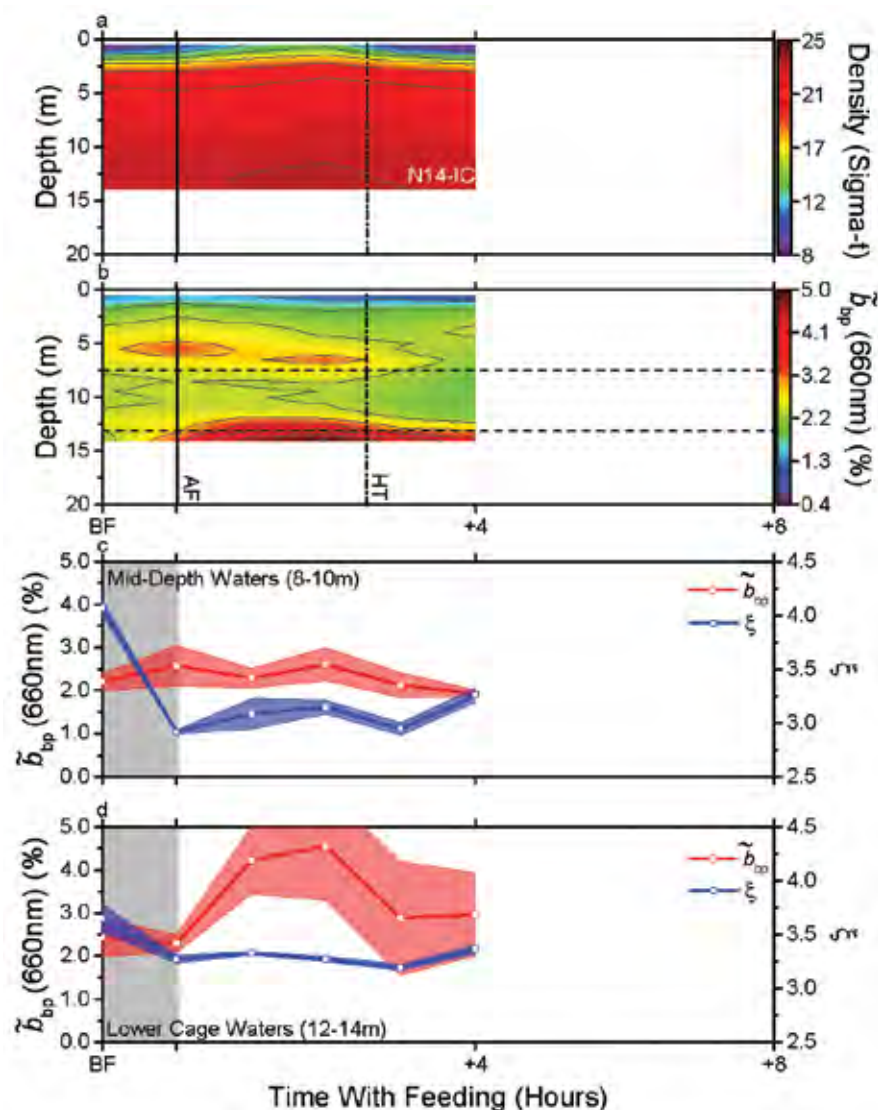 a
0
5
10
15
20
Depth (m)
N14-IC
25
21
17
12
8
Density (Sigma-t)
b
0
5
10
15
20
Depth (m)
AF
HT
5.0
4.1
3.2
2.2
1.3
0.4
b̃bp (660nm) (%)
BF
+4
+8
c
Mid-Depth Waters (8-10m)
5.0
4.0
3.0
2.0
1.0
0.0
b̃bp (660nm) (%)
b̃bp
ξ
4.5
4.0
3.5
3.0
2.5
ξ
d
5.0
4.0
3.0
2.0
1.0
0.0
b̃bp (660nm) (%)
b̃bp
ξ
4.5
4.0
3.5
3.0
2.5
ξ
Lower Cage Waters (12-14m)
BF
+4
+8
Time With Feeding (Hours)